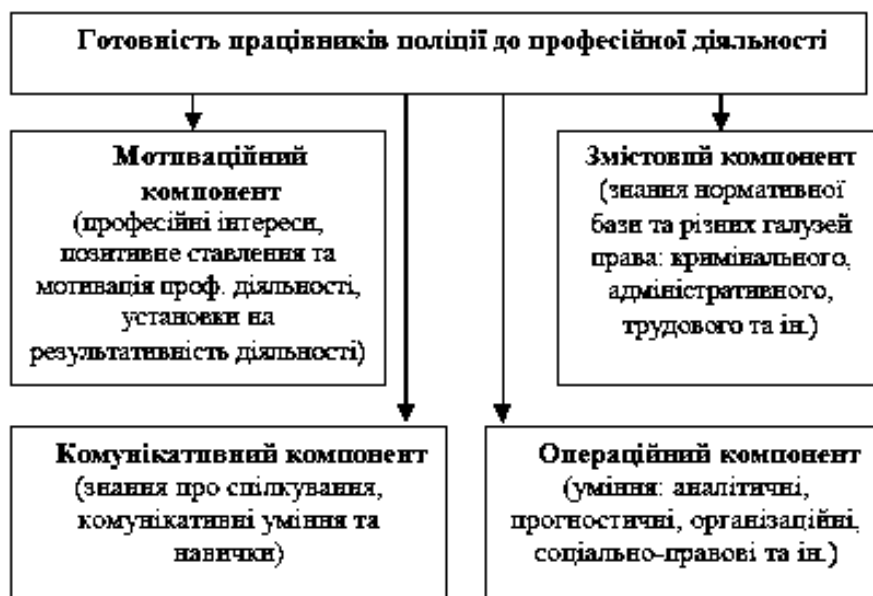 Готовність працівників поліції до професійної діяльності
Мотиваційний
компонент
(професійні інтереси,
позитивне ставлення та
мотивація проф. діяльності,
установки на
результативність діяльності)
Змістовий компонент
(знання нормативної
бази та різних галузей
права: кримінального,
адміністративного,
трудового та ін.)
Комунікативний компонент
(знання про спілкування,
комунікативні уміння та
навички)
Операційний компонент
(уміння: аналітичні,
прогностичні, організаційні,
соціально-правові та ін.)